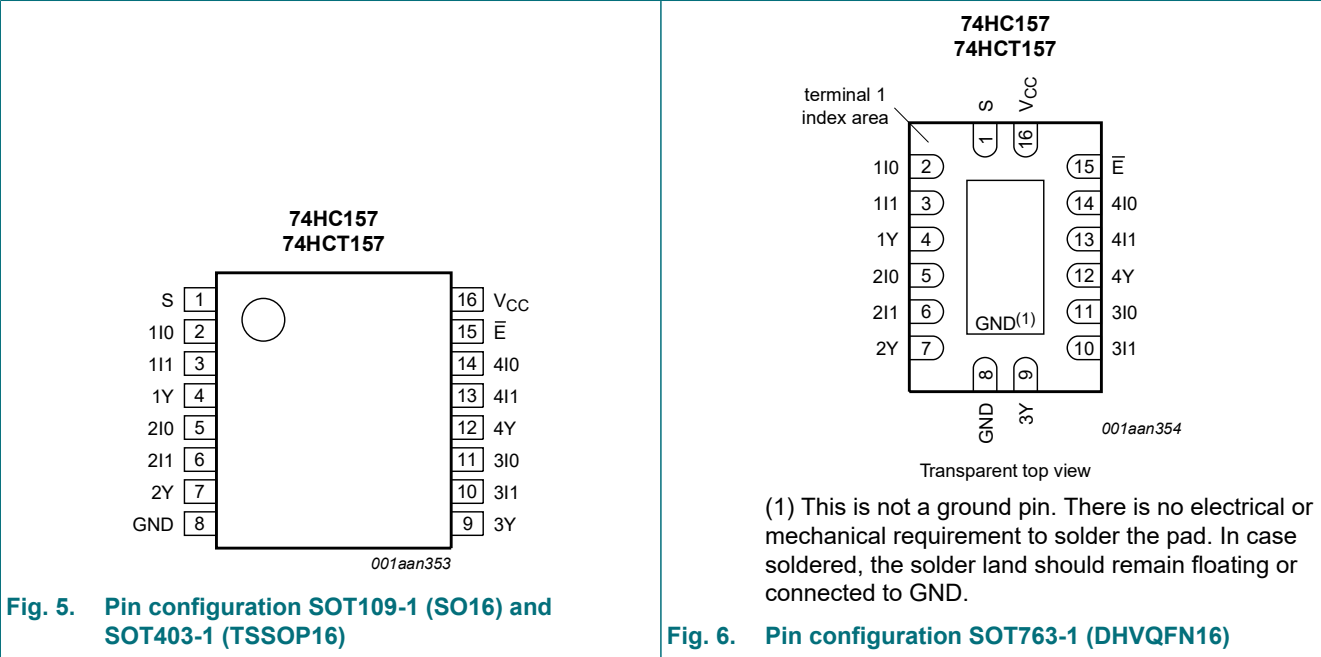 74HC157
74HCT157
S 1
1I0 2
1I1 3
1Y 4
2I0 5
2I1 6
2Y 7
GND 8
16 VCC
15 E̅
14 4I0
13 4I1
12 4Y
11 3I0
10 3I1
9 3Y
001aan353
Fig. 5. Pin configuration SOT109-1 (SO16) and
SOT403-1 (TSSOP16)
74HC157
74HCT157
terminal 1
index area
S
VCC
1
16
1I0 2
1I1 3
1Y 4
2I0 5
2I1 6
2Y 7
15 E̅
14 4I0
13 4I1
12 4Y
11 3I0
10 3I1
GND(1)
8
9
GND
3Y
001aan354
Transparent top view
(1) This is not a ground pin. There is no electrical or
mechanical requirement to solder the pad. In case
soldered, the solder land should remain floating or
connected to GND.
Fig. 6. Pin configuration SOT763-1 (DHVQFN16)